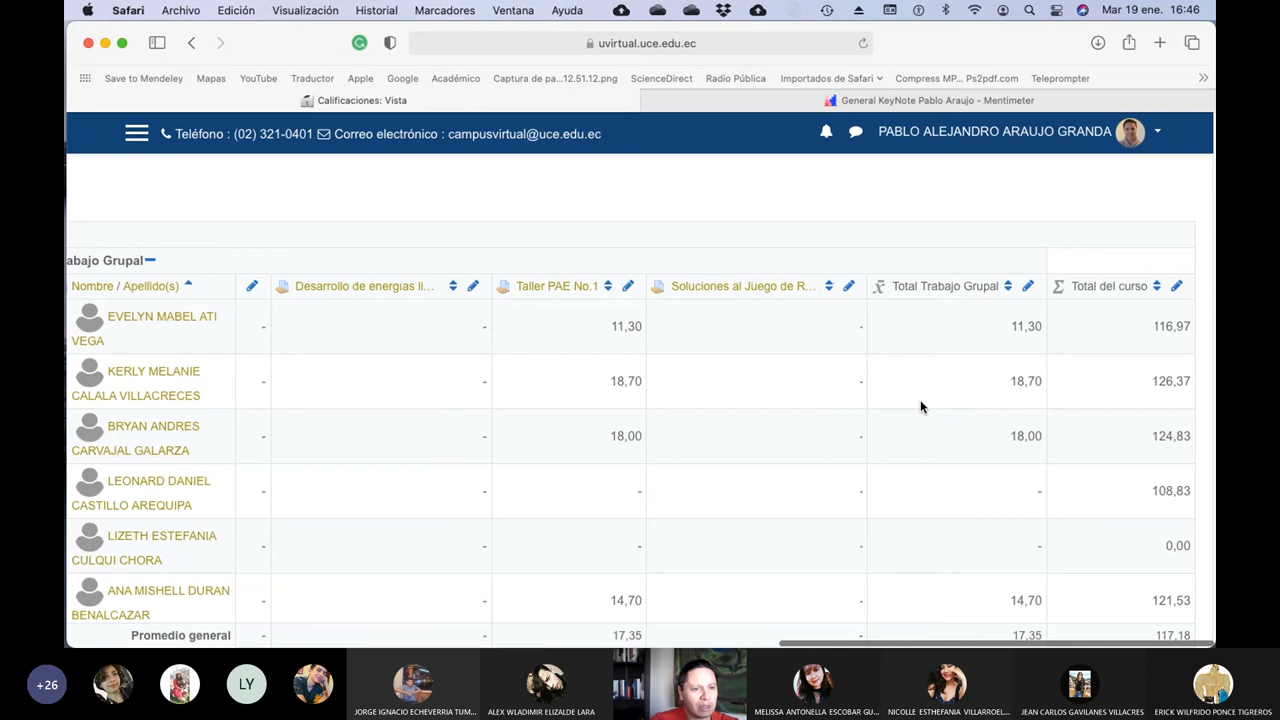 Safari Archivo Edición Visualización Historial Marcadores Ventana Ayuda Mar 19 ene. 16:46
uvirtual.uce.edu.ec
Save to Mendeley Mapas YouTube Traductor Apple Google Académico Captura de pa...12.51.12.png ScienceDirect Radio Pública Importados de Safari Compress MP... Ps2pdf.com Teleprompter
Calificaciones: Vista General KeyNote Pablo Araujo - Mentimeter
Teléfono : (02) 321-0401 Correo electrónico : campusvirtual@uce.edu.ec PABLO ALEJANDRO ARAUJO GRANDA
abajo Grupal
Nombre / Apellido(s) Desarrollo de energías li... Taller PAE No.1 Soluciones al Juego de R... Total Trabajo Grupal Σ Total del curso
EVELYN MABEL ATI
VEGA - - 11,30 - 11,30 116,97
KERLY MELANIE
CALALA VILLACRECES - - 18,70 - 18,70 126,37
BRYAN ANDRES
CARVAJAL GALARZA - - 18,00 - 18,00 124,83
LEONARD DANIEL
CASTILLO AREQUIPA - - - - - 108,83
LIZETH ESTEFANIA
CULQUI CHORA - - - - - 0,00
ANA MISHELL DURAN
BENALCAZAR - - 14,70 - 14,70 121,53
Promedio general - - 17,35 - 17,35 117,18
+26 LY
JORGE IGNACIO ECHEVERRIA TUM... ALEX WLADIMIR ELIZALDE LARA MELISSA ANTONELLA ESCOBAR GU... NICOLLE ESTHEFANIA VILLARROEL... JEAN CARLOS GAVILANES VILLACRES ERICK WILFRIDO PONCE TIGREROS